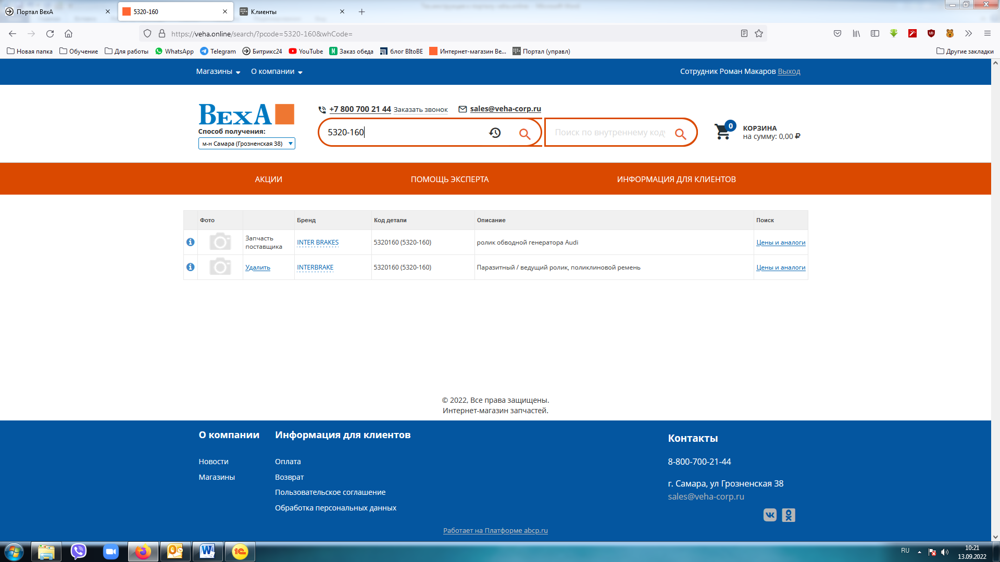 Портал ВехА
5320-160
Клиенты
https://veha.online/search/?pcode=5320-160&whCode=
Новая папка
Обучение
Для работы
WhatsApp
Telegram
Битрикс24
YouTube
Заказ обеда
блог BItoBE
Интернет-магазин Ве...
Портал (управл)
Другие закладки
Магазины
О компании
Сотрудник Роман Макаров Выход
ВехА
Способ получения:
м-н Самара (Грозненская 38)
+7 800 700 21 44 Заказать звонок
sales@veha-corp.ru
5320-160
Поиск по внутреннему коду
0
КОРЗИНА
на сумму: 0,00 ₽
АКЦИИ
ПОМОЩЬ ЭКСПЕРТА
ИНФОРМАЦИЯ ДЛЯ КЛИЕНТОВ
Фото Бренд Код детали Описание Поиск
Запчасть поставщика INTER BRAKES 5320160 (5320-160) ролик обводной генератора Audi Цены и аналоги
Удалить INTERBRAKE 5320160 (5320-160) Паразитный / ведущий ролик, поликлиновой ремень Цены и аналоги
© 2022, Все права защищены.
Интернет-магазин запчастей.
О компании
Новости
Магазины
Информация для клиентов
Оплата
Возврат
Пользовательское соглашение
Обработка персональных данных
Контакты
8-800-700-21-44
г. Самара, ул Грозненская 38
sales@veha-corp.ru
Работает на Платформе abcp.ru
RU
10:21
13.09.2022